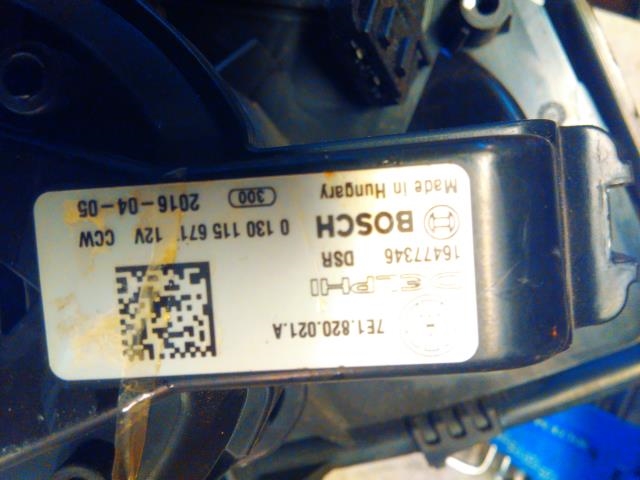 7E1.820.021.A
DELPHI
16477346 DSR
BOSCH 0 130 115 671 12V CCW
Made in Hungary 300 2016-04-05